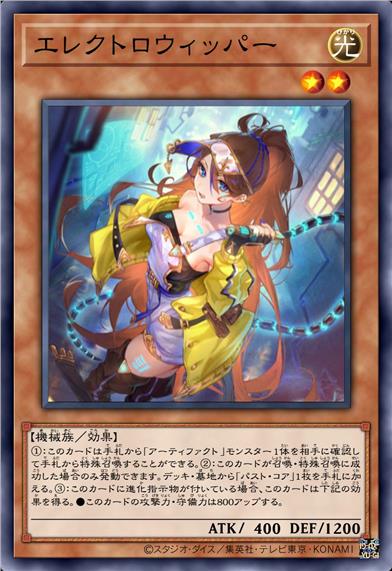 エレクトロウィッパー
光
【機械族／効果】
①：このカードは手札から「アーティファクト」モンスター1体を相手に確認し
て手札から特殊召喚することができる。②：このカードが召喚・特殊召喚に成
功した場合のみ発動できます。デッキ・墓地から「パスト・コア」1枚を手札に加
える。③：このカードに進化指示物が付いている場合、このカードは下記の効
果を得る。●このカードの攻撃力・守備力は800アップする。
ATK/ 400 DEF/1200
©スタジオ・ダイス／集英社・テレビ東京・KONAMI